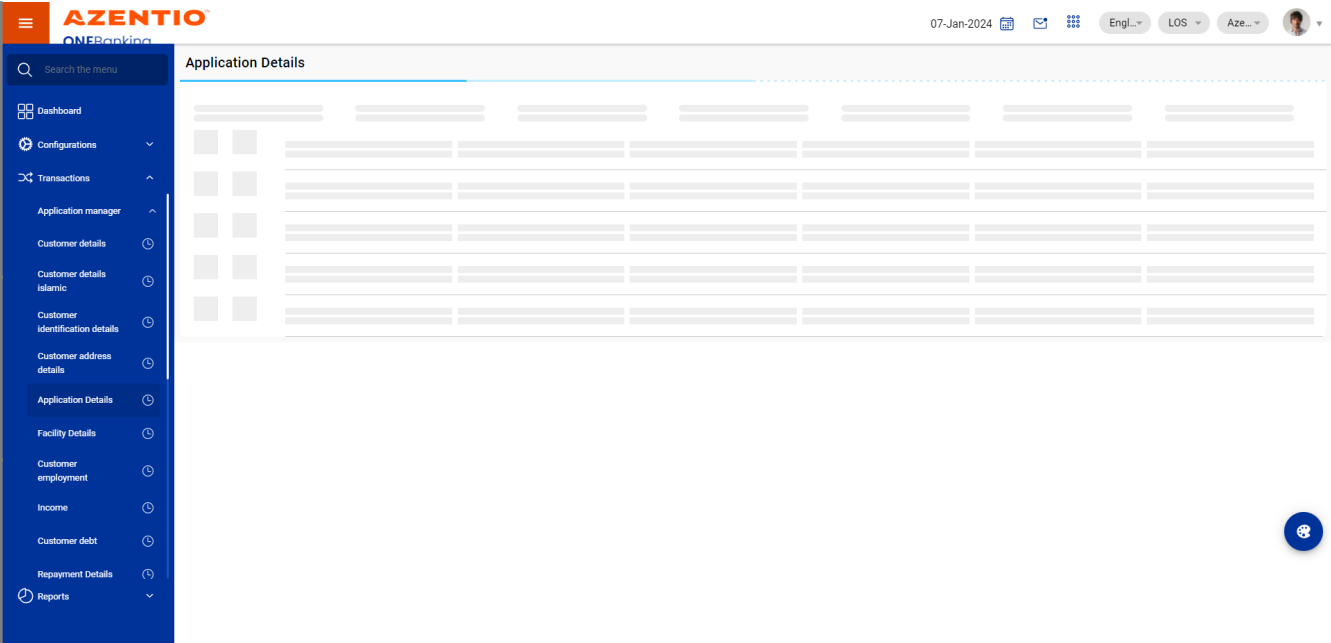 AZENTIO
ONEBanking
07-Jan-2024
Engl...
LOS
Aze...
Search the menu
Application Details
Dashboard
Configurations
Transactions
Application manager
Customer details
Customer details
islamic
Customer
identification details
Customer address
details
Application Details
Facility Details
Customer
employment
Income
Customer debt
Repayment Details
Reports